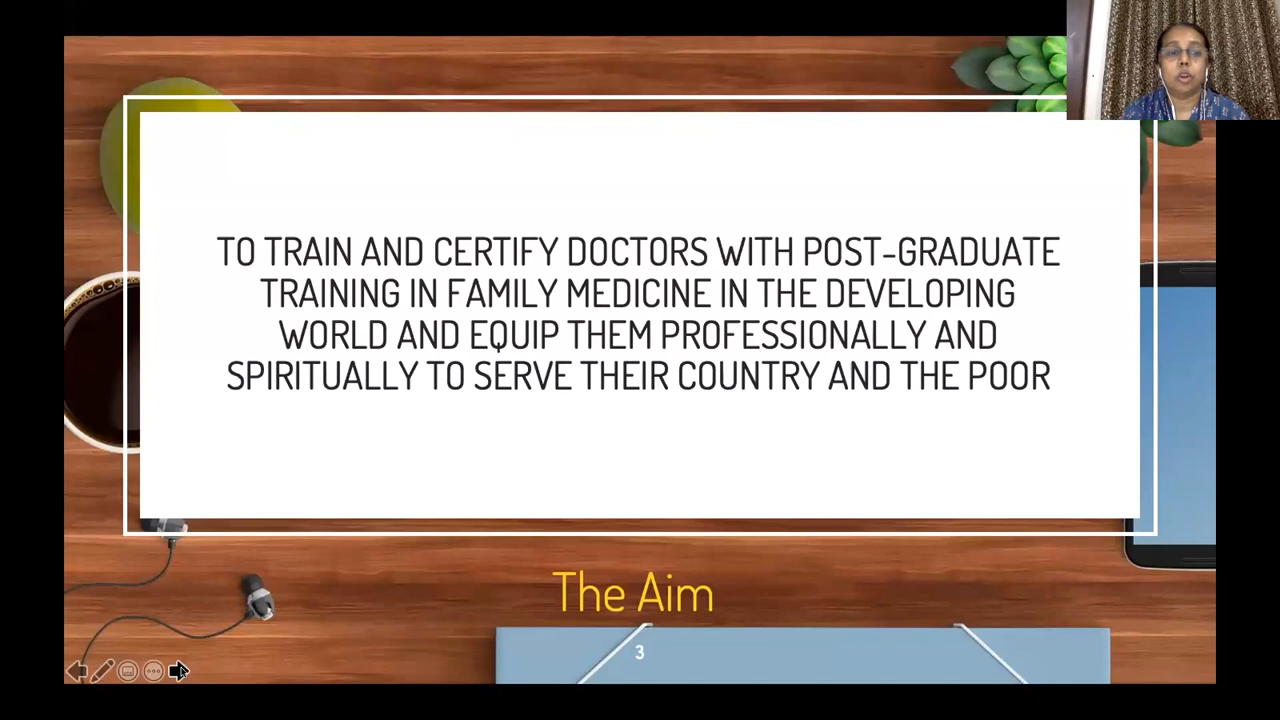 TO TRAIN AND CERTIFY DOCTORS WITH POST-GRADUATE
TRAINING IN FAMILY MEDICINE IN THE DEVELOPING
WORLD AND EQUIP THEM PROFESSIONALLY AND
SPIRITUALLY TO SERVE THEIR COUNTRY AND THE POOR
The Aim
3